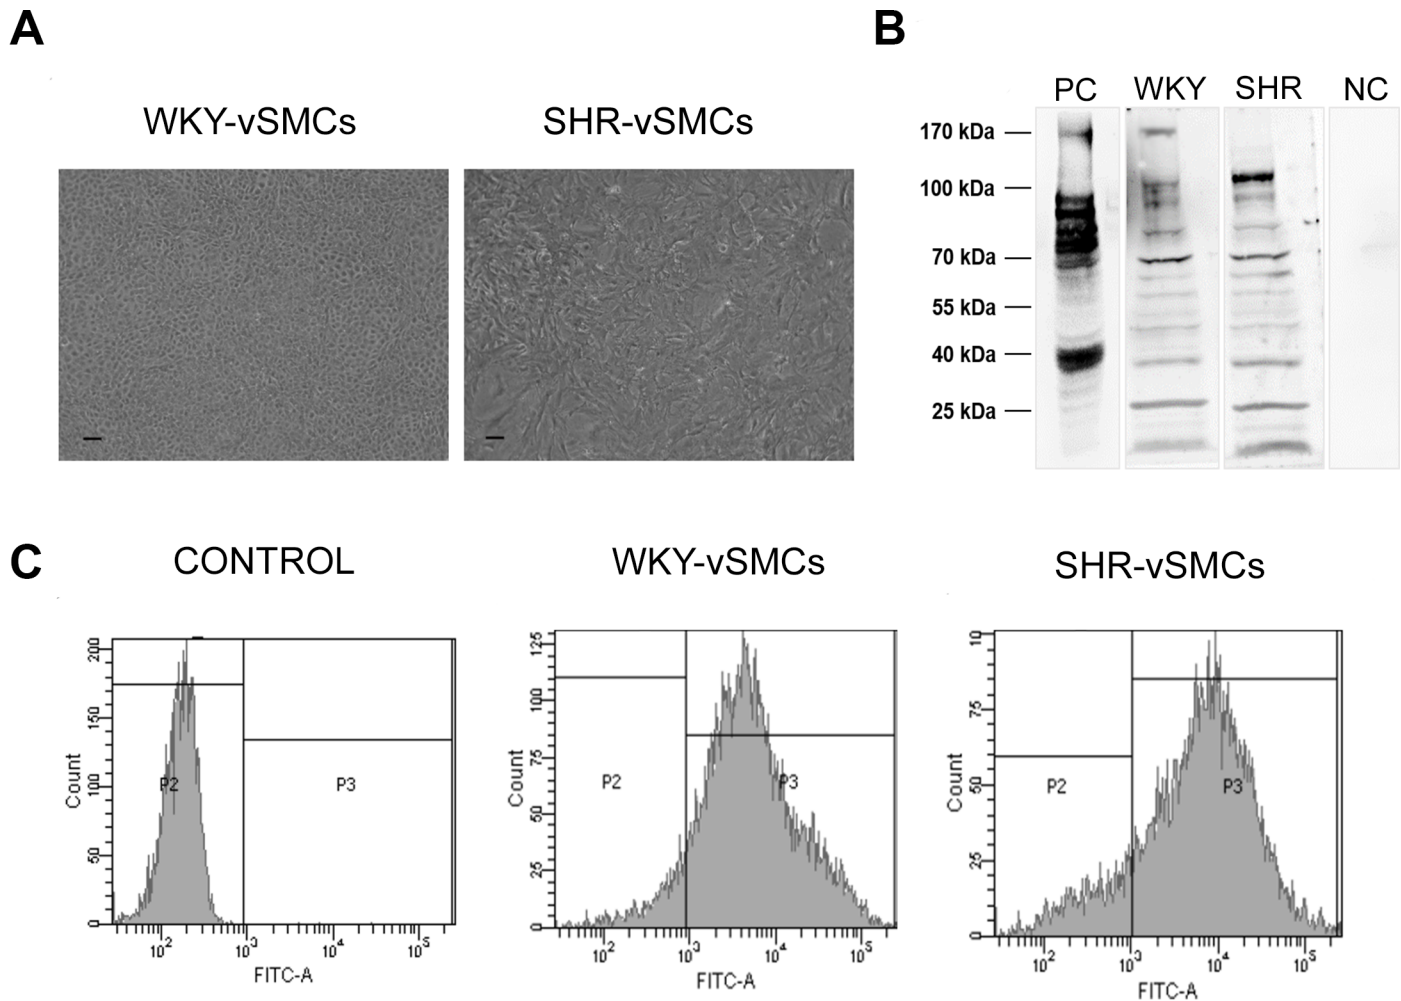 A
B
WKY-vSMCs
SHR-vSMCs
PC
WKY
SHR
NC
170 kDa
100 kDa
70 kDa
55 kDa
40 kDa
25 kDa
C
CONTROL
WKY-vSMCs
SHR-vSMCs
200
150
100
50
0
Count
P2
P3
10²
10³
10⁴
10⁵
FITC-A
125
100
75
50
25
0
Count
P2
P3
10²
10³
10⁴
10⁵
FITC-A
10
75
50
25
0
Count
P2
P3
10²
10³
10⁴
10⁵
FITC-A